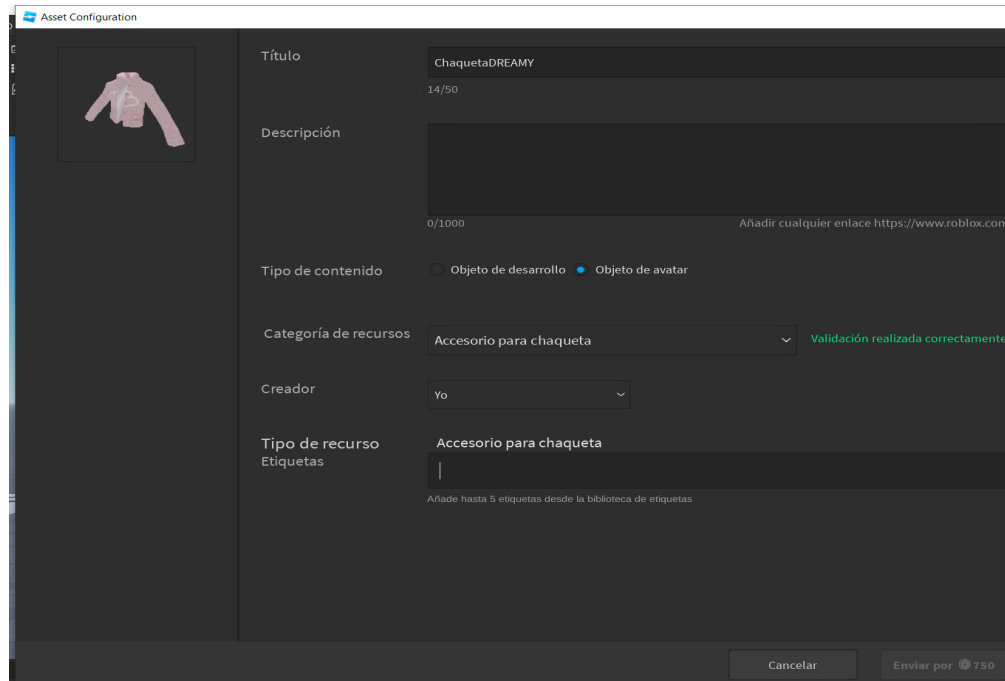 Asset Configuration
Título
ChaquetaDREAMY
14/50
Descripción
0/1000 Añadir cualquier enlace https://www.roblox.com
Tipo de contenido Objeto de desarrollo Objeto de avatar
Categoría de recursos Accesorio para chaqueta Validación realizada correctamente
Creador Yo
Tipo de recurso Accesorio para chaqueta
Etiquetas
Añade hasta 5 etiquetas desde la biblioteca de etiquetas
Cancelar Enviar por 750